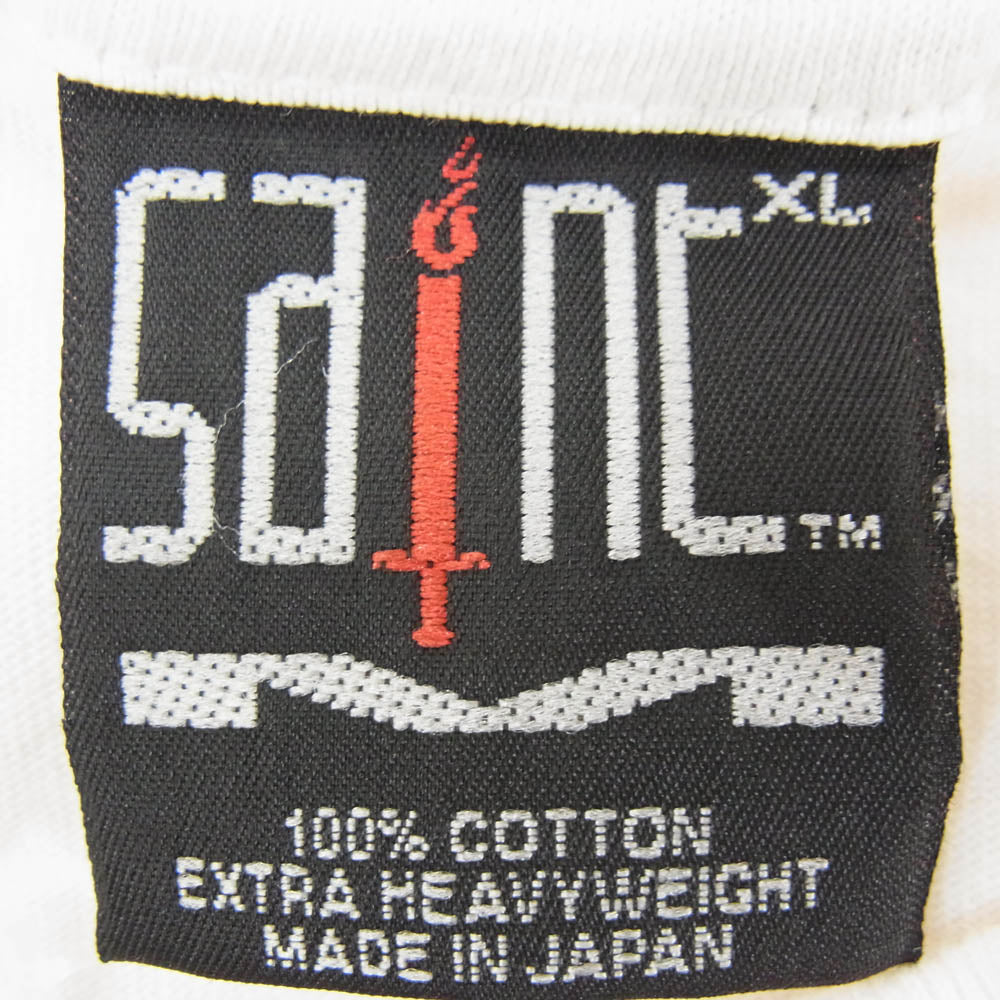 saint XL
TM
100% COTTON
EXTRA HEAVYWEIGHT
MADE IN JAPAN